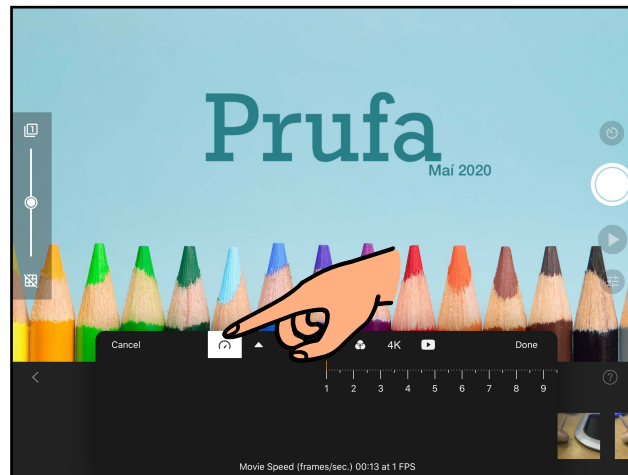 Prufa
Maí 2020
1
Cancel
4K
Done
?
1 2 3 4 5 6 7 8 9
Movie Speed (frames/sec.) 00:13 at 1 FPS